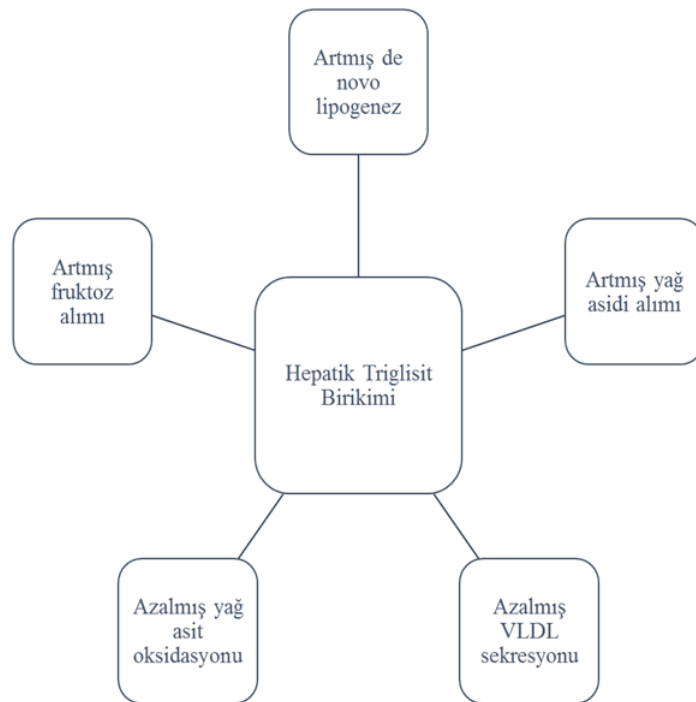 Artmış de
novo
lipogenez
Artmış
fruktoz
alımı
Artmış yağ
asidi alımı
Hepatik Triglisit
Birikimi
Azalmış yağ
asit
oksidasyonu
Azalmış
VLDL
sekresyonu